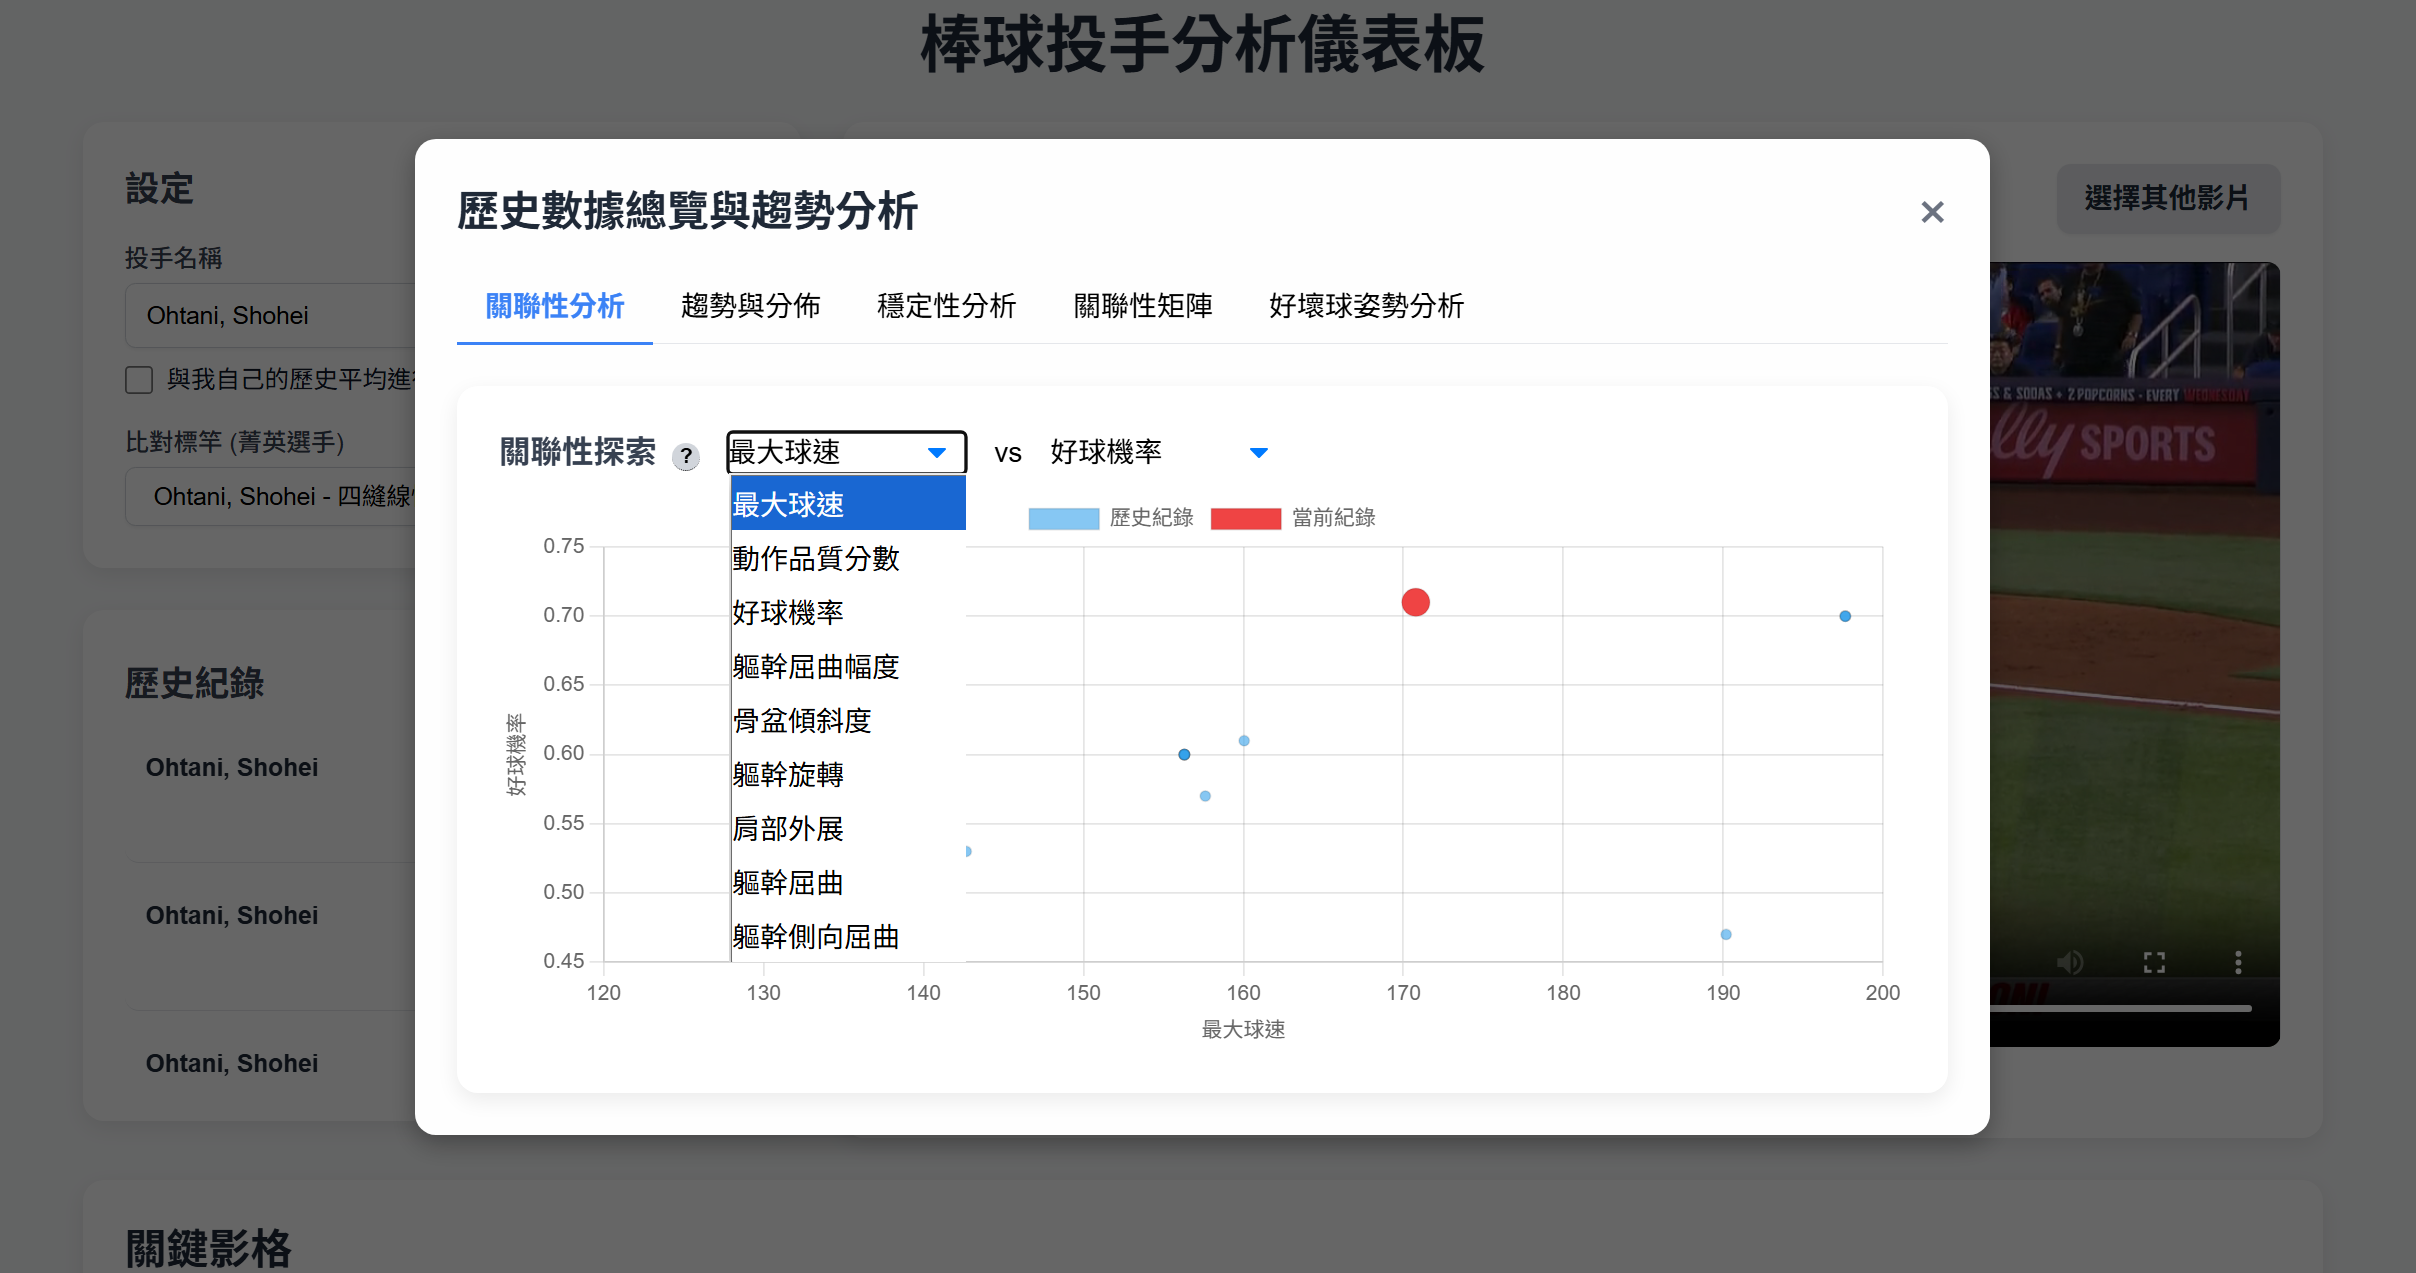 棒球投手分析儀表板
設定
投手名稱
Ohtani, Shohei
與我自己的歷史平均進
比對標竿 (菁英選手)
Ohtani, Shohei - 四縫線
歷史紀錄
Ohtani, Shohei
Ohtani, Shohei
Ohtani, Shohei
關鍵影格
選擇其他影片
歷史數據總覽與趨勢分析
×
關聯性分析 趨勢與分佈 穩定性分析 關聯性矩陣 好壞球姿勢分析
關聯性探索 ? 最大球速 vs 好球機率
最大球速
動作品質分數
好球機率
軀幹屈曲幅度
骨盆傾斜度
軀幹旋轉
肩部外展
軀幹屈曲
軀幹側向屈曲
歷史紀錄 當前紀錄
0.75
0.70
0.65
0.60
0.55
0.50
0.45
好球機率
120 130 140 150 160 170 180 190 200
最大球速
& SODAS + 2 POPCORNS - EVERY WEDNESDAY
lly SPORTS